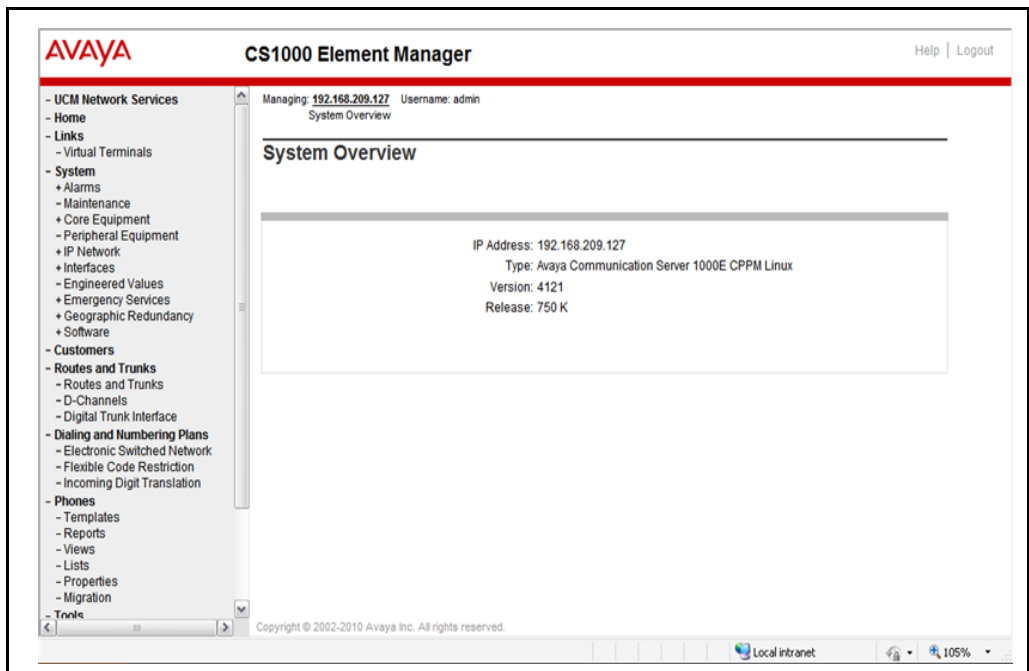 AVAYA
CS1000 Element Manager
Help | Logout
- UCM Network Services
- Home
- Links
- Virtual Terminals
- System
+ Alarms
- Maintenance
+ Core Equipment
- Peripheral Equipment
+ IP Network
+ Interfaces
- Engineered Values
+ Emergency Services
+ Geographic Redundancy
+ Software
- Customers
- Routes and Trunks
- Routes and Trunks
- D-Channels
- Digital Trunk Interface
- Dialing and Numbering Plans
- Electronic Switched Network
- Flexible Code Restriction
- Incoming Digit Translation
- Phones
- Templates
- Reports
- Views
- Lists
- Properties
- Migration
- Tools
Managing: 192.168.209.127 Username: admin
System Overview
System Overview
IP Address: 192.168.209.127
Type: Avaya Communication Server 1000E CPPM Linux
Version: 4121
Release: 750 K
Copyright © 2002-2010 Avaya Inc. All rights reserved.
Local intranet
105%